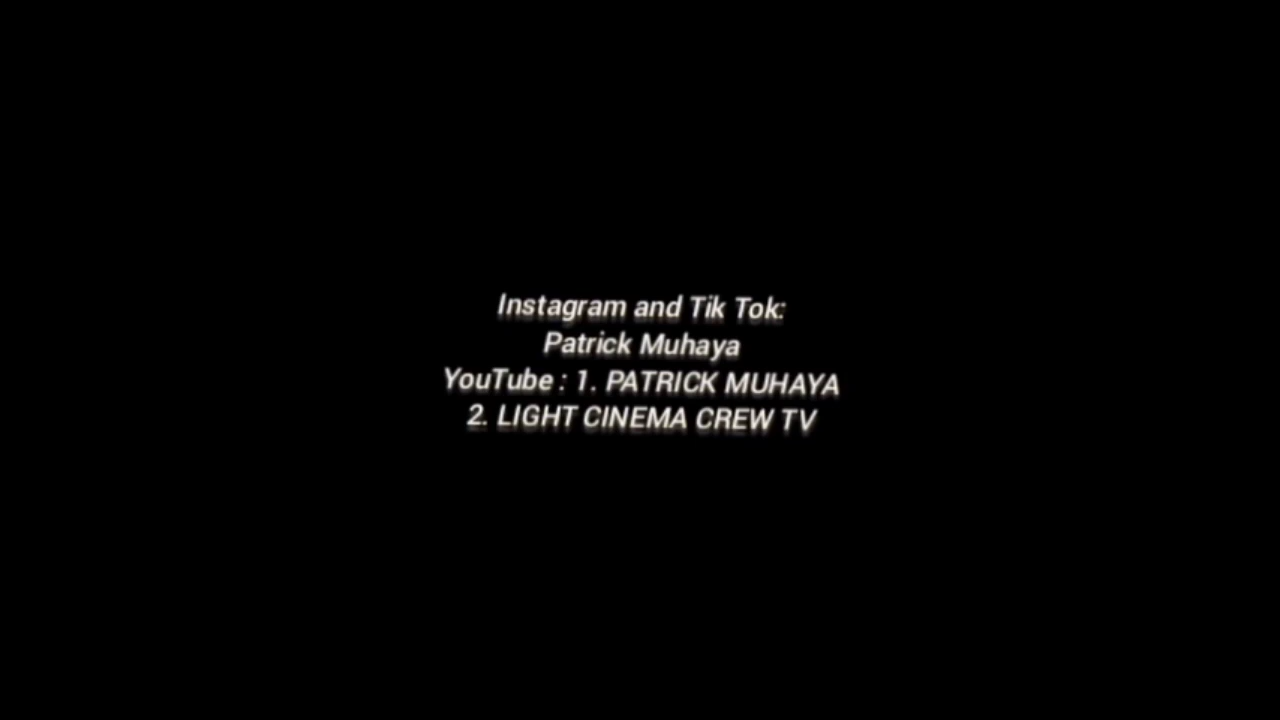 Instagram and Tik Tok:
Patrick Muhaya
YouTube : 1. PATRICK MUHAYA
2. LIGHT CINEMA CREW TV